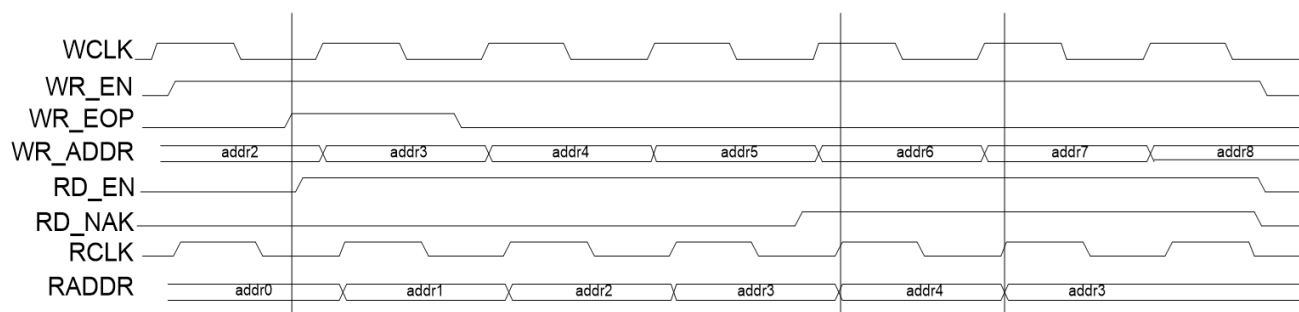 WCLK
WR_EN
WR_EOP
WR_ADDR addr2 addr3 addr4 addr5 addr6 addr7 addr8
RD_EN
RD_NAK
RCLK
RADDR addr0 addr1 addr2 addr3 addr4 addr3